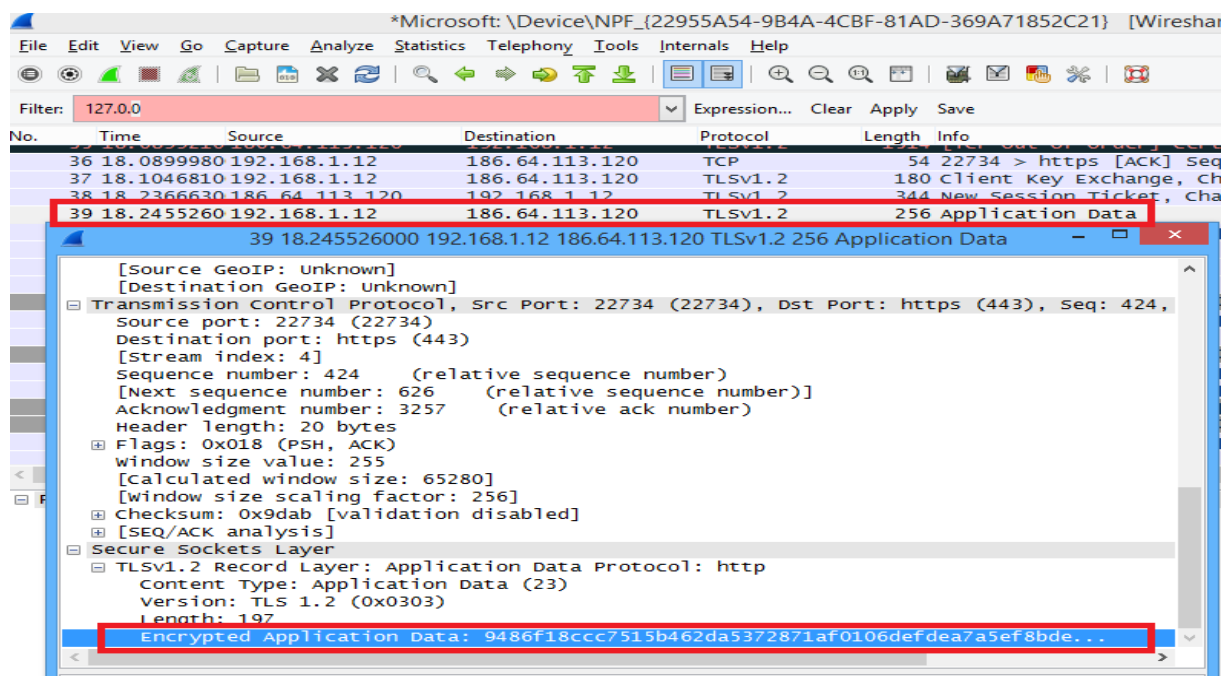 *Microsoft: \Device\NPF_{22955A54-9B4A-4CBF-81AD-369A71852C21} [Wireshar
File Edit View Go Capture Analyze Statistics Telephony Tools Internals Help
Filter: 127.0.0 Expression... Clear Apply Save
No. Time Source Destination Protocol Length Info
36 18.0899980 192.168.1.12 186.64.113.120 TCP 54 22734 > https [ACK] Seq
37 18.1046810 192.168.1.12 186.64.113.120 TLSv1.2 180 Client Key Exchange, Ch
38 18.2366630 186.64.113.120 192.168.1.12 TLSv1.2 344 New Session Ticket, Cha
39 18.2455260 192.168.1.12 186.64.113.120 TLSv1.2 256 Application Data
39 18.245526000 192.168.1.12 186.64.113.120 TLSv1.2 256 Application Data
[Source GeoIP: Unknown]
[Destination GeoIP: Unknown]
Transmission Control Protocol, Src Port: 22734 (22734), Dst Port: https (443), Seq: 424,
Source port: 22734 (22734)
Destination port: https (443)
[Stream index: 4]
Sequence number: 424 (relative sequence number)
[Next sequence number: 626 (relative sequence number)]
Acknowledgment number: 3257 (relative ack number)
Header length: 20 bytes
Flags: 0x018 (PSH, ACK)
Window size value: 255
[Calculated window size: 65280]
[Window size scaling factor: 256]
Checksum: 0x9dab [validation disabled]
[SEQ/ACK analysis]
Secure Sockets Layer
TLSv1.2 Record Layer: Application Data Protocol: http
Content Type: Application Data (23)
Version: TLS 1.2 (0x0303)
Length: 197
Encrypted Application Data: 9486f18ccc7515b462da5372871af0106defdea7a5ef8bde...